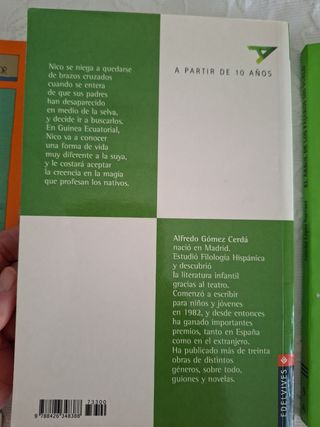 A PARTIR DE 10 AÑOS
Nico se niega a quedarse
de brazos cruzados
cuando se entera
de que sus padres
han desaparecido
en medio de la selva,
y decide ir a buscarlos.
En Guinea Ecuatorial,
Nico va a conocer
una forma de vida
muy diferente a la suya,
y le costará aceptar
la creencia en la magia
que profesan los nativos.
Alfredo Gómez Cerdá
nació en Madrid.
Estudió Filología Hispánica
y descubrió
la literatura infantil
gracias al teatro.
Comenzó a escribir
para niños y jóvenes
en 1982, y desde entonces
ha ganado importantes
premios, tanto en España
como en el extranjero.
Ha publicado más de treinta
obras de distintos
géneros, sobre todo,
guiones y novelas.
73300
9 788426 348388
EDELVIVES